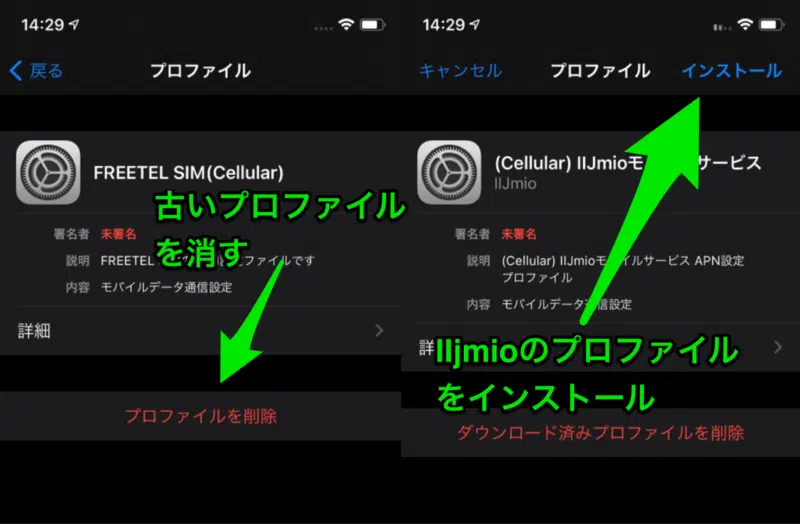 14:29
戻る
プロファイル
FREETEL SIM(Cellular)
古いプロファイル
を消す
署名者 未署名
説明 FREETEL ファイルです
内容 モバイルデータ通信設定
詳細
プロファイルを削除
14:29
キャンセル
プロファイル
インストール
(Cellular) IIJmioモ サービス
IIJmio
署名者 未署名
説明 (Cellular) IIJmioモバイルサービス APN設定
プロファイル
内容 モバイルデータ通信設定
詳
IIjmioのプロファイル
をインストール
ダウンロード済みプロファイルを削除